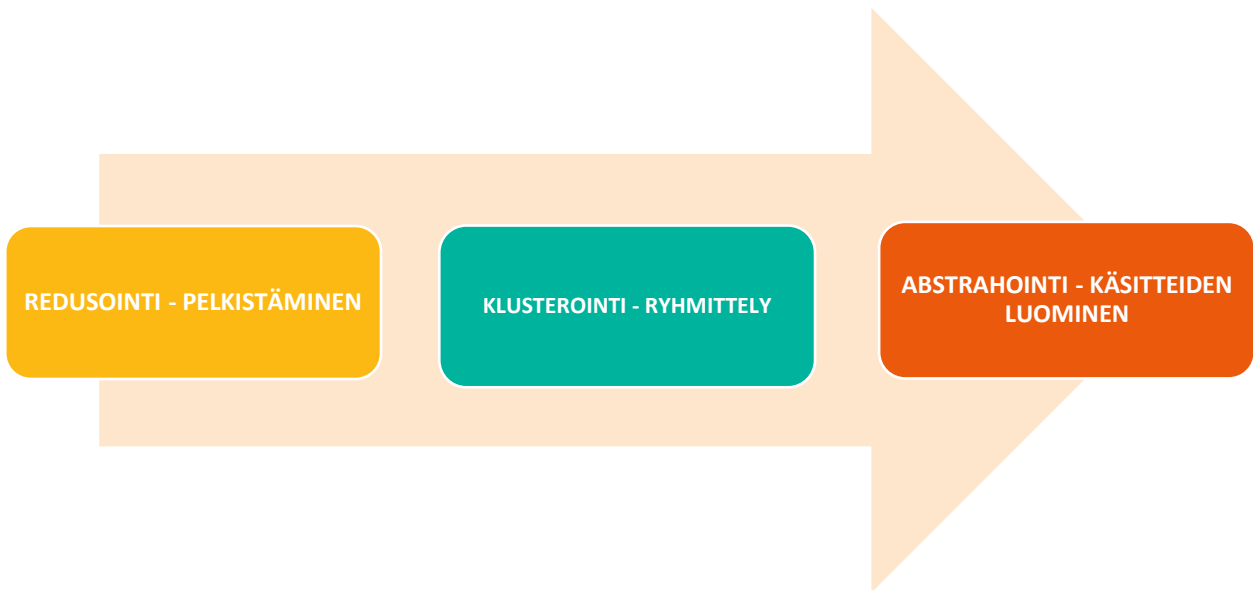 REDUSOINTI - PELKISTÄMINEN
KLUSTEROINTI - RYHMITTELY
ABSTRAHOINTI - KÄSITTEIDEN
LUOMINEN